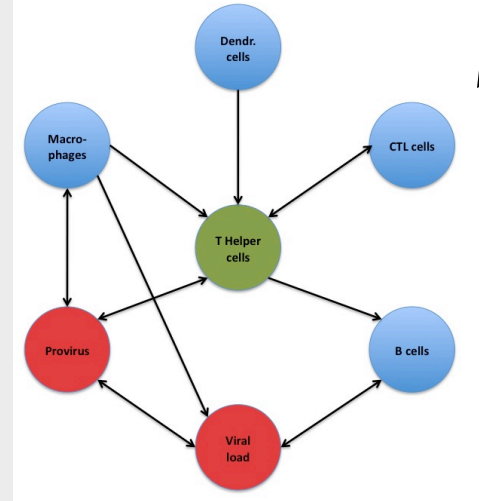 Dendr.
cells
Macro-
phages
CTL cells
T Helper
cells
Provirus
B cells
Viral
load